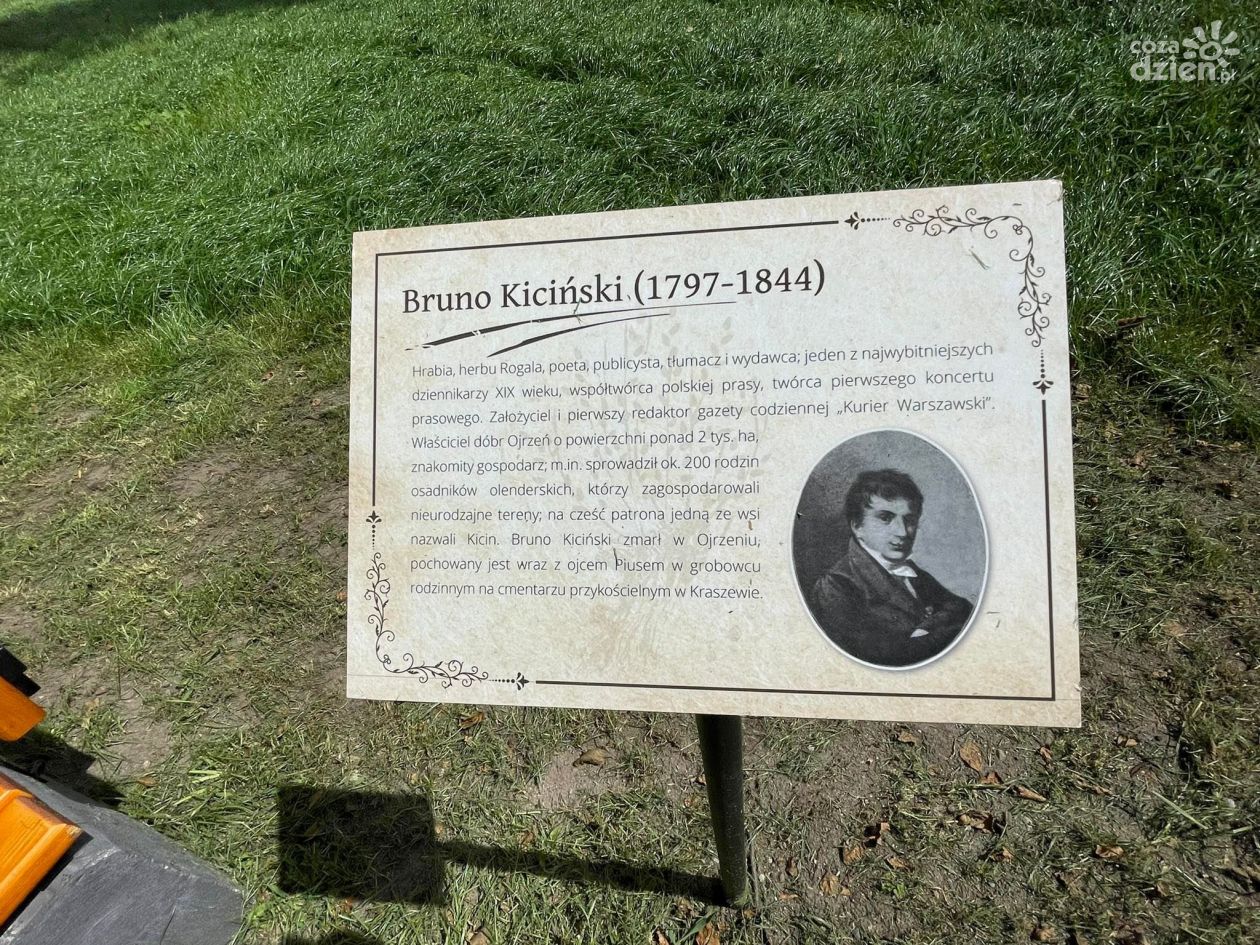 coza
dzien.pl
Bruno Kiciński (1797-1844)
Hrabia, herbu Rogala, poeta, publicysta, tłumacz i wydawca; jeden z najwybitniejszych
dziennikarzy XIX wieku, współtwórca polskiej prasy, twórca pierwszego koncertu
prasowego. Założyciel i pierwszy redaktor gazety codziennej „Kurier Warszawski".
Właściciel dóbr Ojrzeń o powierzchni ponad 2 tys. ha,
znakomity gospodarz; m.in. sprowadził ok. 200 rodzin
osadników olenderskich, którzy zagospodarowali
nieurodzajne tereny; na cześć patrona jedną ze wsi
nazwali Kicin. Bruno Kiciński zmarł w Ojrzeniu,
pochowany jest wraz z ojcem Piusem w grobowcu
rodzinnym na cmentarzu przykościelnym w Kraszewie.